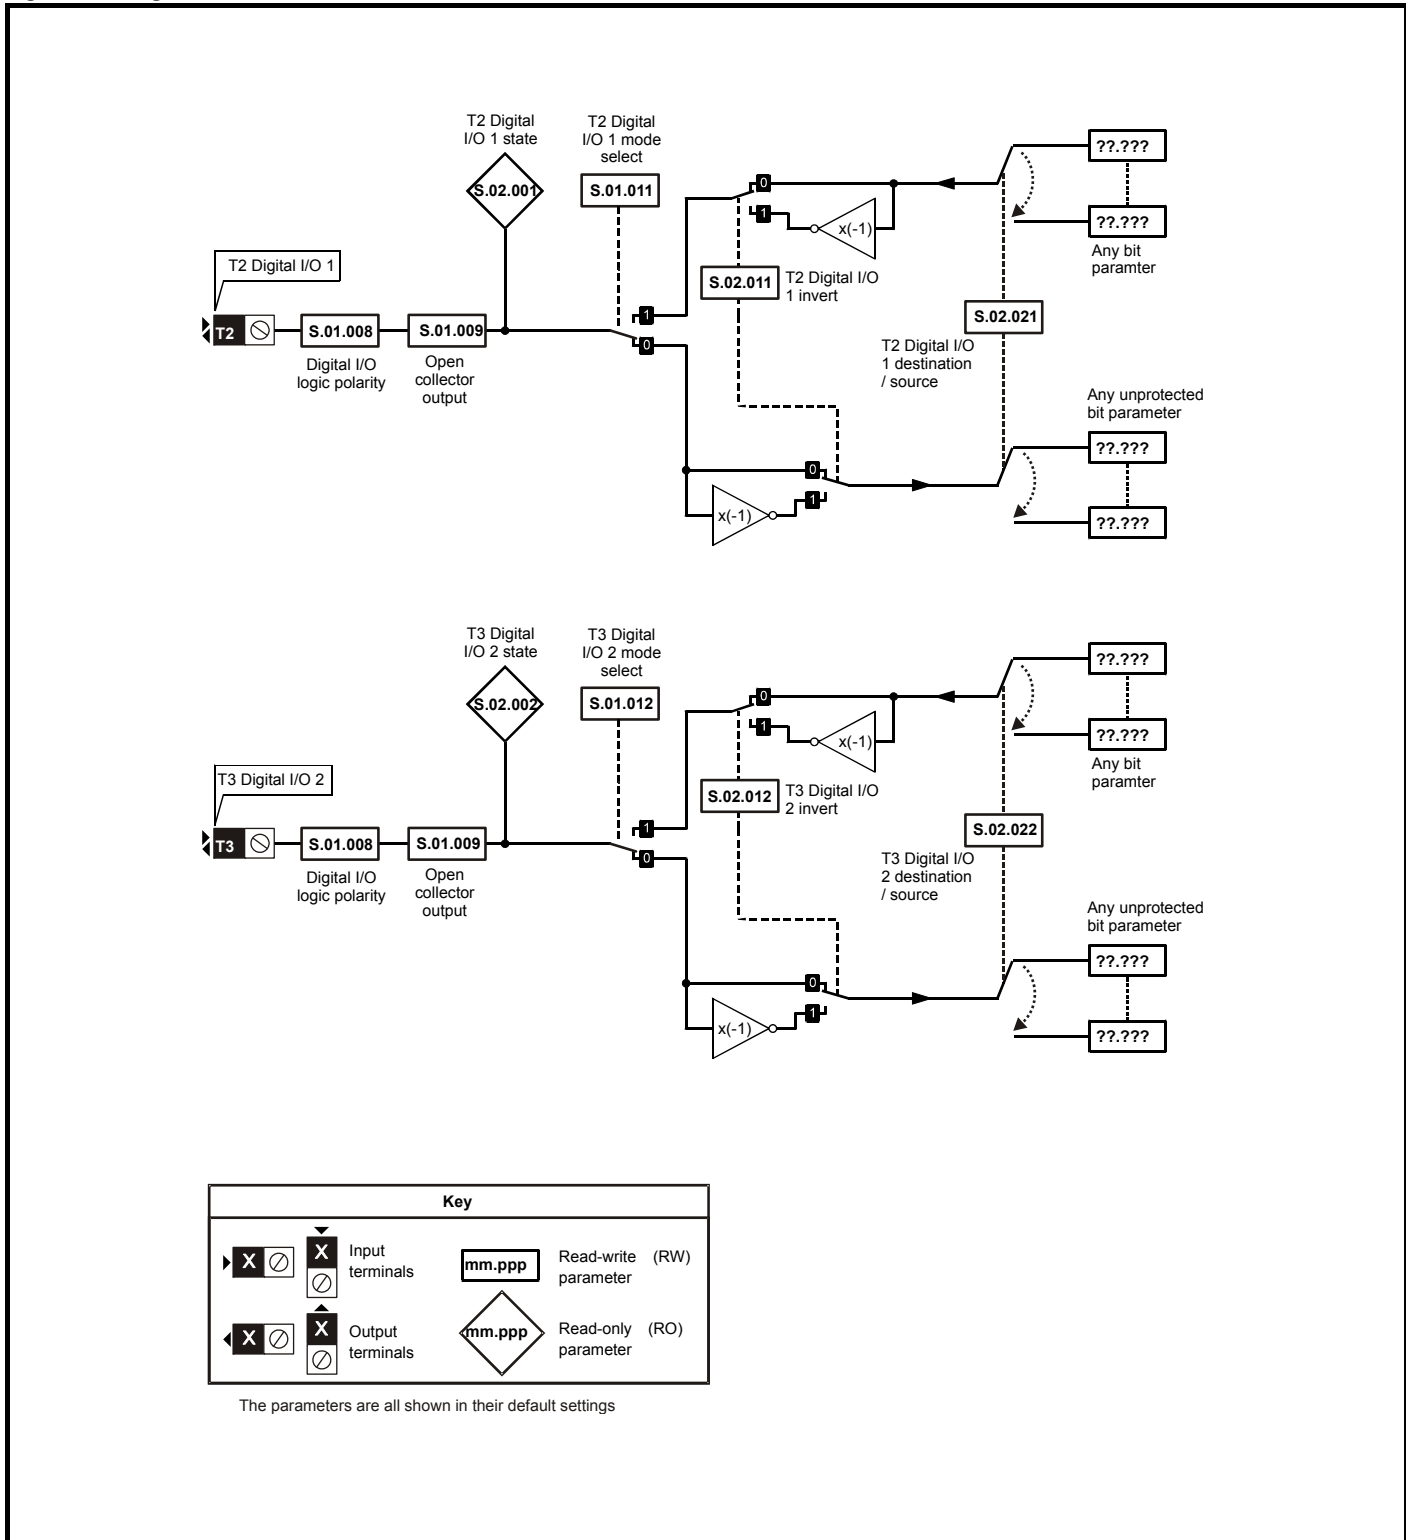 T2 Digital
I/O 1 state
T2 Digital
I/O 1 mode
select
S.02.001
S.01.011
0
1
x(-1)
??.???
??.???
Any bit
paramter
T2 Digital I/O 1
S.02.011
T2 Digital I/O
1 invert
T2
S.01.008
S.01.009
1
0
S.02.021
Digital I/O
logic polarity
Open
collector
output
T2 Digital I/O
1 destination
/ source
Any unprotected
bit parameter
??.???
0
1
x(-1)
??.???
T3 Digital
I/O 2 state
T3 Digital
I/O 2 mode
select
S.02.002
S.01.012
0
1
x(-1)
??.???
??.???
Any bit
paramter
T3 Digital I/O 2
S.02.012
T3 Digital I/O
2 invert
T3
S.01.008
S.01.009
1
0
S.02.022
Digital I/O
logic polarity
Open
collector
output
T3 Digital I/O
2 destination
/ source
Any unprotected
bit parameter
??.???
0
1
x(-1)
??.???
Key
X
X
Input
terminals
mm.ppp
Read-write (RW)
parameter
X
X
Output
terminals
mm.ppp
Read-only (RO)
parameter
The parameters are all shown in their default settings